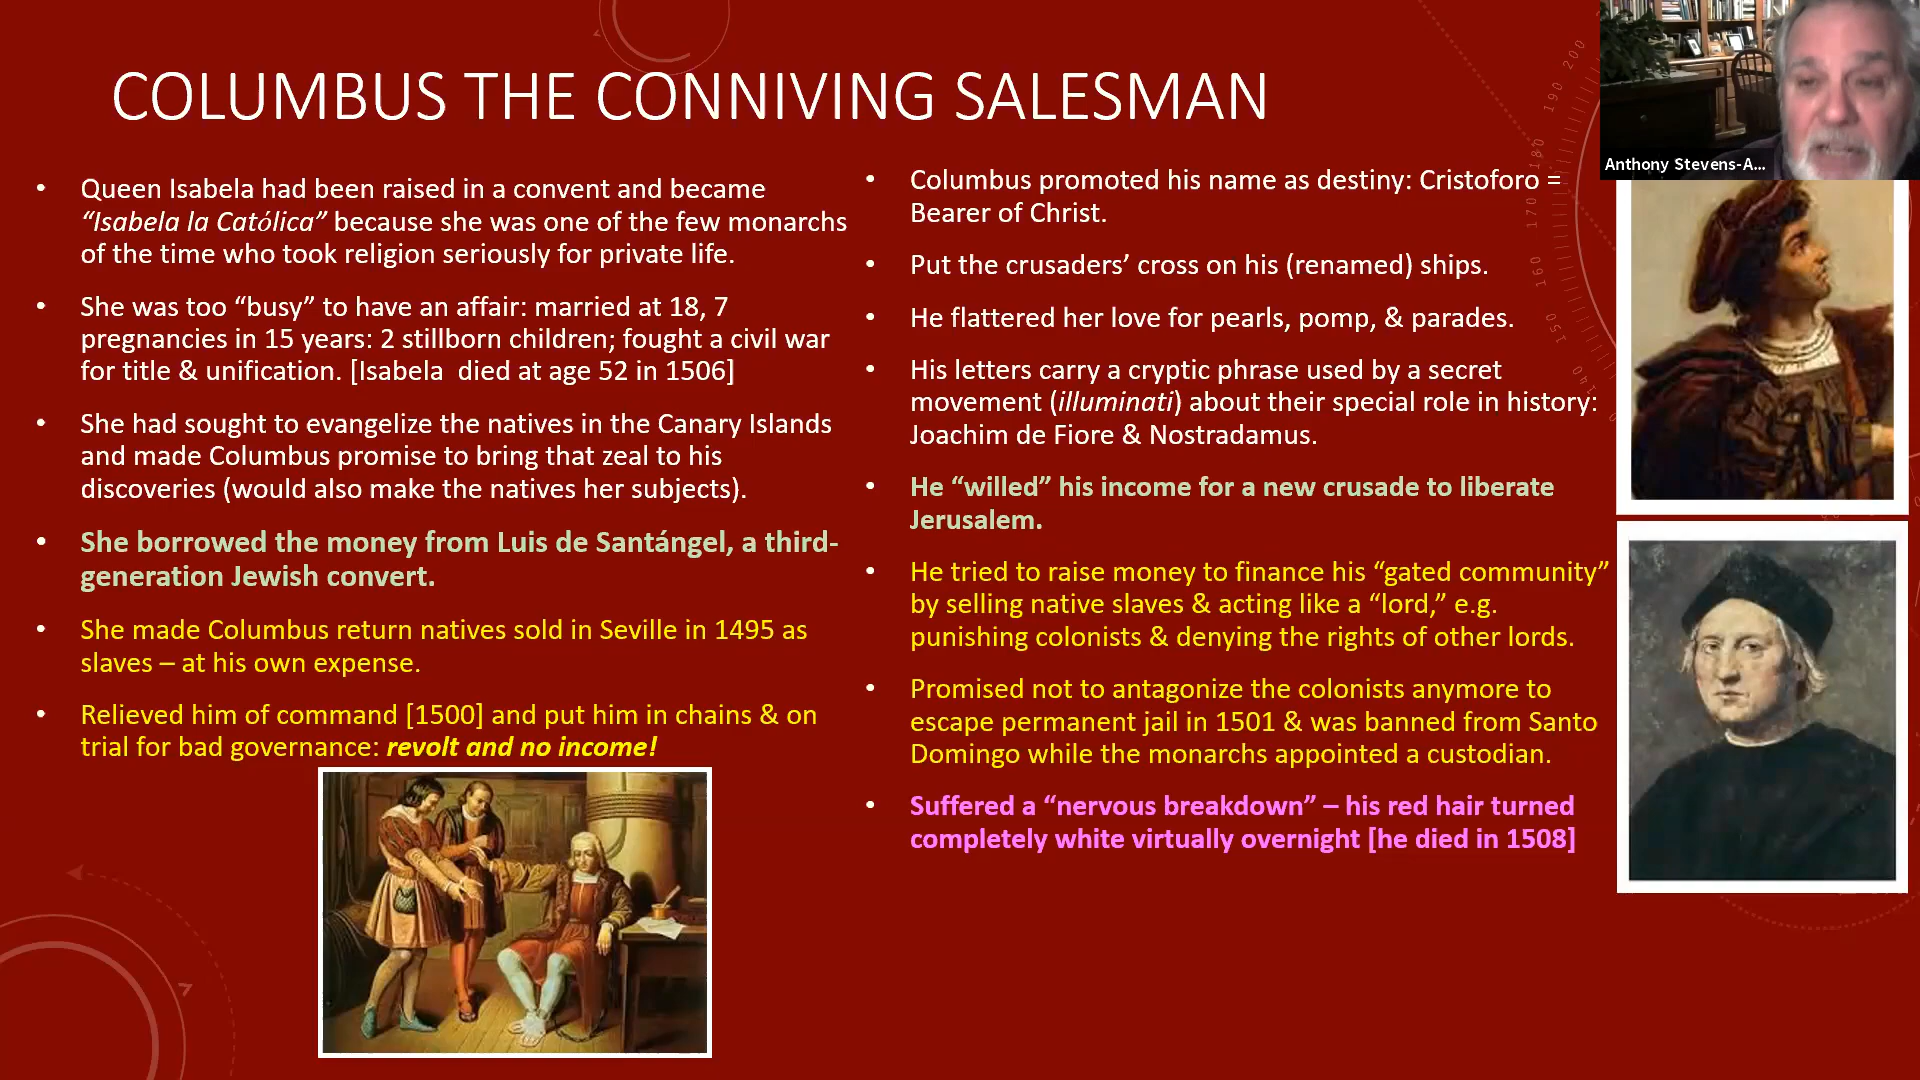 COLUMBUS THE CONNIVING SALESMAN
• Queen Isabela had been raised in a convent and became
“Isabela la Católica” because she was one of the few monarchs
of the time who took religion seriously for private life.
• She was too “busy” to have an affair: married at 18, 7
pregnancies in 15 years: 2 stillborn children; fought a civil war
for title & unification. [Isabela died at age 52 in 1506]
• She had sought to evangelize the natives in the Canary Islands
and made Columbus promise to bring that zeal to his
discoveries (would also make the natives her subjects).
• She borrowed the money from Luis de Santángel, a third-
generation Jewish convert.
• She made Columbus return natives sold in Seville in 1495 as
slaves – at his own expense.
• Relieved him of command [1500] and put him in chains & on
trial for bad governance: revolt and no income!
• Columbus promoted his name as destiny: Cristoforo =
Bearer of Christ.
• Put the crusaders’ cross on his (renamed) ships.
• He flattered her love for pearls, pomp, & parades.
• His letters carry a cryptic phrase used by a secret
movement (illuminati) about their special role in history:
Joachim de Fiore & Nostradamus.
• He “willed” his income for a new crusade to liberate
Jerusalem.
• He tried to raise money to finance his “gated community”
by selling native slaves & acting like a “lord,” e.g.
punishing colonists & denying the rights of other lords.
• Promised not to antagonize the colonists anymore to
escape permanent jail in 1501 & was banned from Santo
Domingo while the monarchs appointed a custodian.
• Suffered a “nervous breakdown” – his red hair turned
completely white virtually overnight [he died in 1508]
Anthony Stevens-A...
200
190
180
170
160
150
140